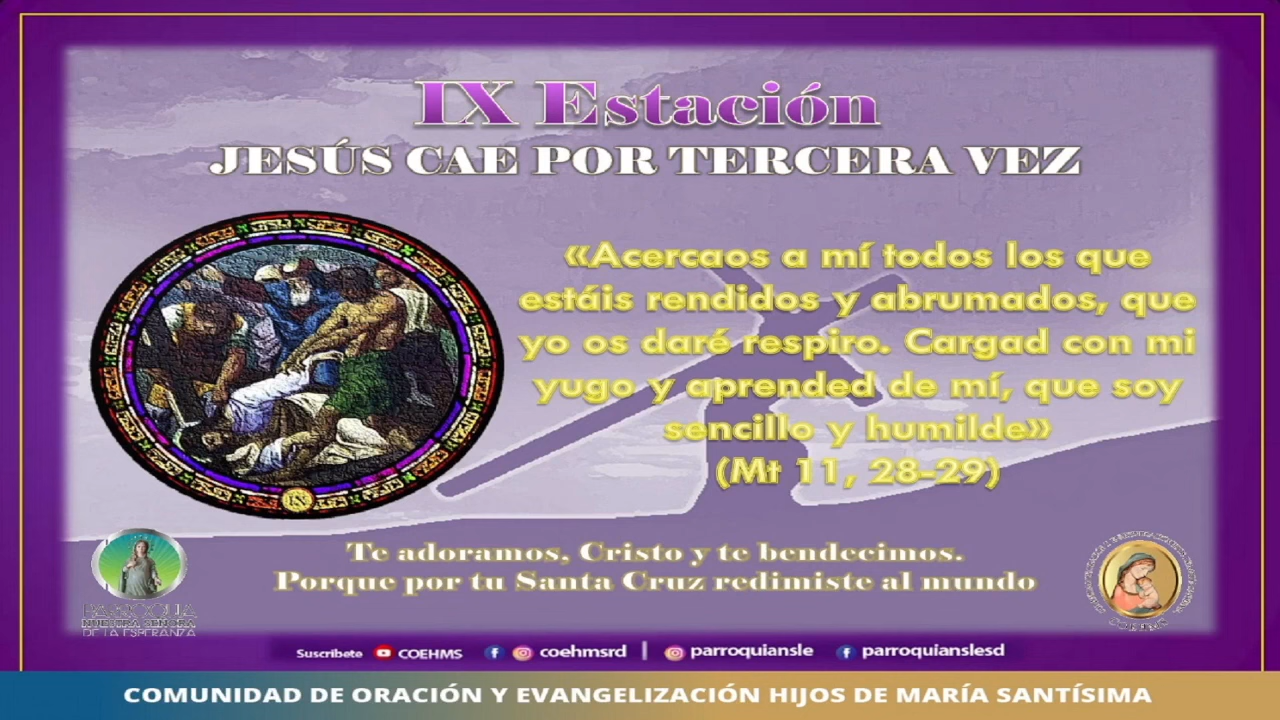 IX Estación
JESÚS CAE POR TERCERA VEZ
«Acercaos a mí todos los que
estáis rendidos y abrumados, que
yo os daré respiro. Cargad con mi
yugo y aprended de mí, que soy
sencillo y humilde»
(Mt 11, 28-29)
IX
Te adoramos, Cristo y te bendecimos.
Porque por tu Santa Cruz redimiste al mundo
PARROQUIA
NUESTRA SEÑORA
DE LA ESPERANZA
COEHMS
Suscribete COEHMS coehmsrd | parroquiansle parroquianslesd
COMUNIDAD DE ORACIÓN Y EVANGELIZACIÓN HIJOS DE MARÍA SANTÍSIMA